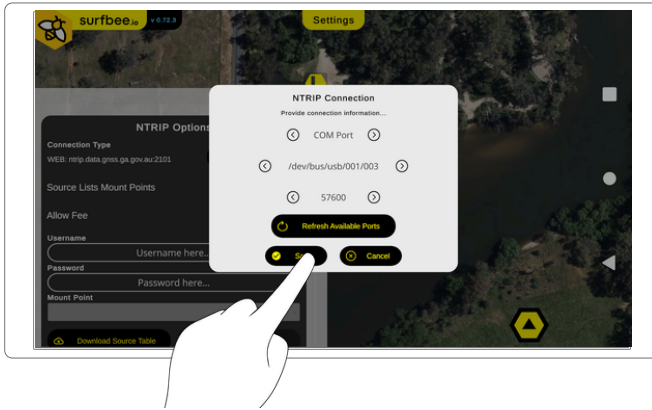 surfbee.io v 0.72.3
Settings
NTRIP Options
Connection Type
WEB: ntrip.data.gnss.ga.gov.au:2101
Source Lists Mount Points
Allow Fee
Username
Username here..
Password
Password here...
Mount Point
Download Source Table
NTRIP Connection
Provide connection information...
COM Port
/dev/bus/usb/001/003
57600
Refresh Available Ports
Cancel